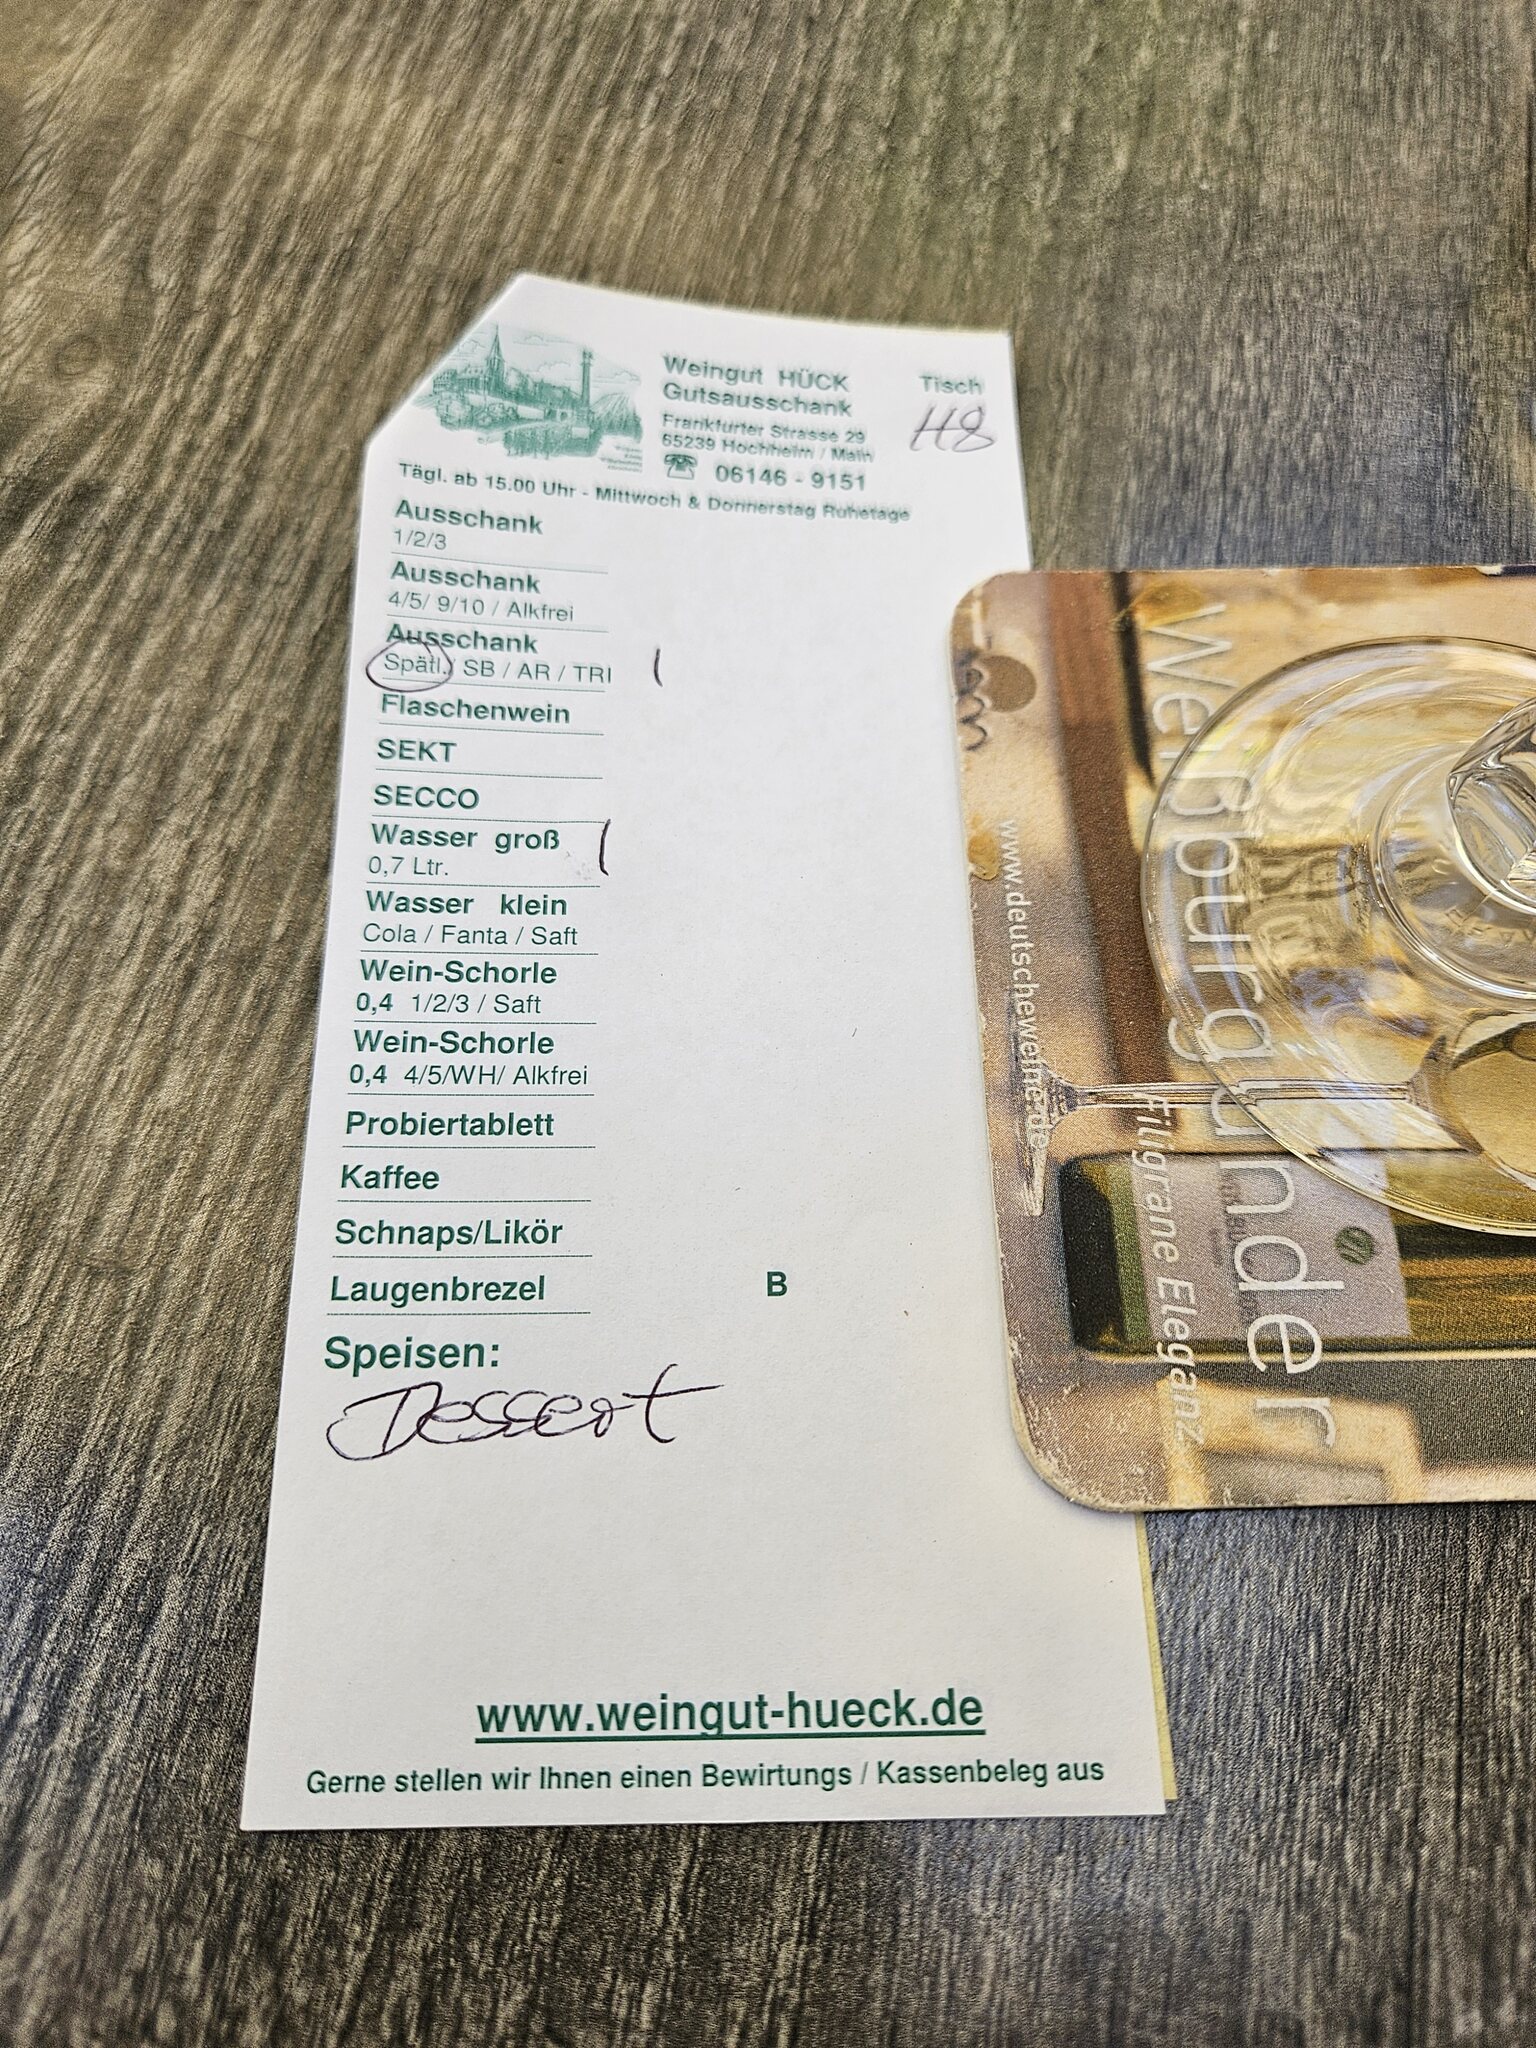 Weingut HÜCK
Gutsausschank
Frankfurter Strasse 29
65239 Hochheim / Main
06146 - 9151
Tisch
H8
Tägl. ab 15.00 Uhr - Mittwoch & Donnerstag Ruhetage
Ausschank
1/2/3
Ausschank
4/5/ 9/10 / Alkfrei
Ausschank
Spätl./ SB / AR / TRI |
Flaschenwein
SEKT
SECCO
Wasser groß |
0,7 Ltr.
Wasser klein
Cola / Fanta / Saft
Wein-Schorle
0,4 1/2/3 / Saft
Wein-Schorle
0,4 4/5/WH/ Alkfrei
Probiertablett
Kaffee
Schnaps/Likör
Laugenbrezel B
Speisen:
Dessert
www.weingut-hueck.de
Gerne stellen wir Ihnen einen Bewirtungs / Kassenbeleg aus
Weißburgunder
Filigrane Eleganz
www.deutscheweine.de